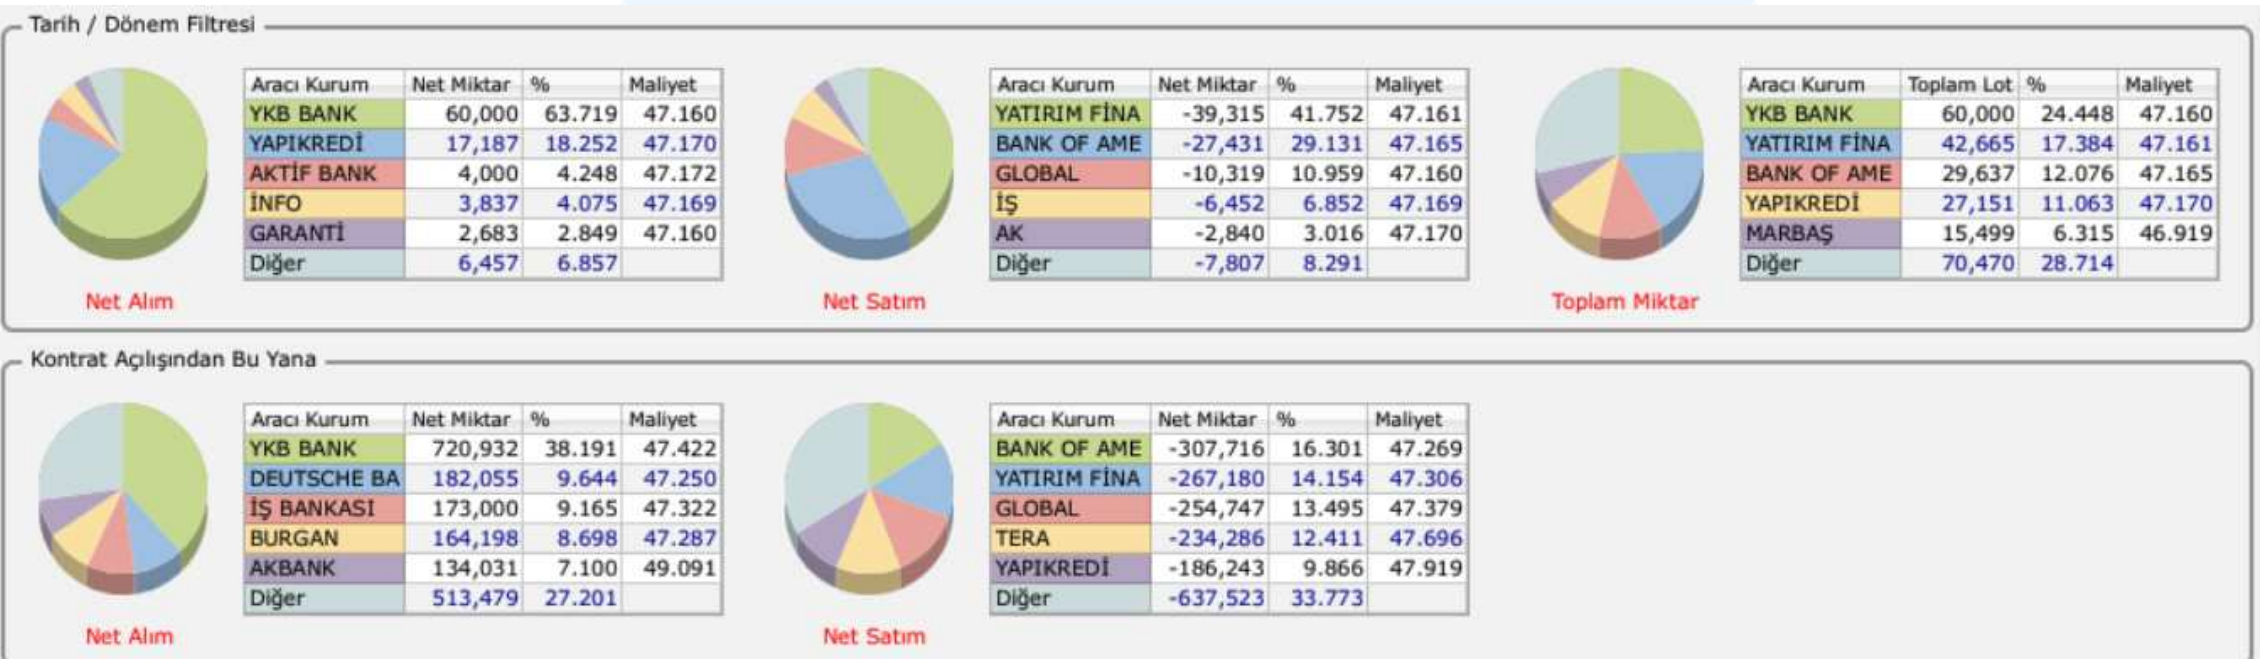 Tarih / Dönem Filtresi
Aracı Kurum Net Miktar % Maliyet
YKB BANK 60,000 63.719 47.160
YAPIKREDİ 17,187 18.252 47.170
AKTİF BANK 4,000 4.248 47.172
İNFO 3,837 4.075 47.169
GARANTİ 2,683 2.849 47.160
Diğer 6,457 6.857
Net Alım
Aracı Kurum Net Miktar % Maliyet
YATIRIM FİNA -39,315 41.752 47.161
BANK OF AME -27,431 29.131 47.165
GLOBAL -10,319 10.959 47.160
İŞ -6,452 6.852 47.169
AK -2,840 3.016 47.170
Diğer -7,807 8.291
Net Satım
Aracı Kurum Toplam Lot % Maliyet
YKB BANK 60,000 24.448 47.160
YATIRIM FİNA 42,665 17.384 47.161
BANK OF AME 29,637 12.076 47.165
YAPIKREDİ 27,151 11.063 47.170
MARBAŞ 15,499 6.315 46.919
Diğer 70,470 28.714
Toplam Miktar
Kontrat Açılışından Bu Yana
Aracı Kurum Net Miktar % Maliyet
YKB BANK 720,932 38.191 47.422
DEUTSCHE BA 182,055 9.644 47.250
İŞ BANKASI 173,000 9.165 47.322
BURGAN 164,198 8.698 47.287
AKBANK 134,031 7.100 49.091
Diğer 513,479 27.201
Net Alım
Aracı Kurum Net Miktar % Maliyet
BANK OF AME -307,716 16.301 47.269
YATIRIM FİNA -267,180 14.154 47.306
GLOBAL -254,747 13.495 47.379
TERA -234,286 12.411 47.696
YAPIKREDİ -186,243 9.866 47.919
Diğer -637,523 33.773
Net Satım